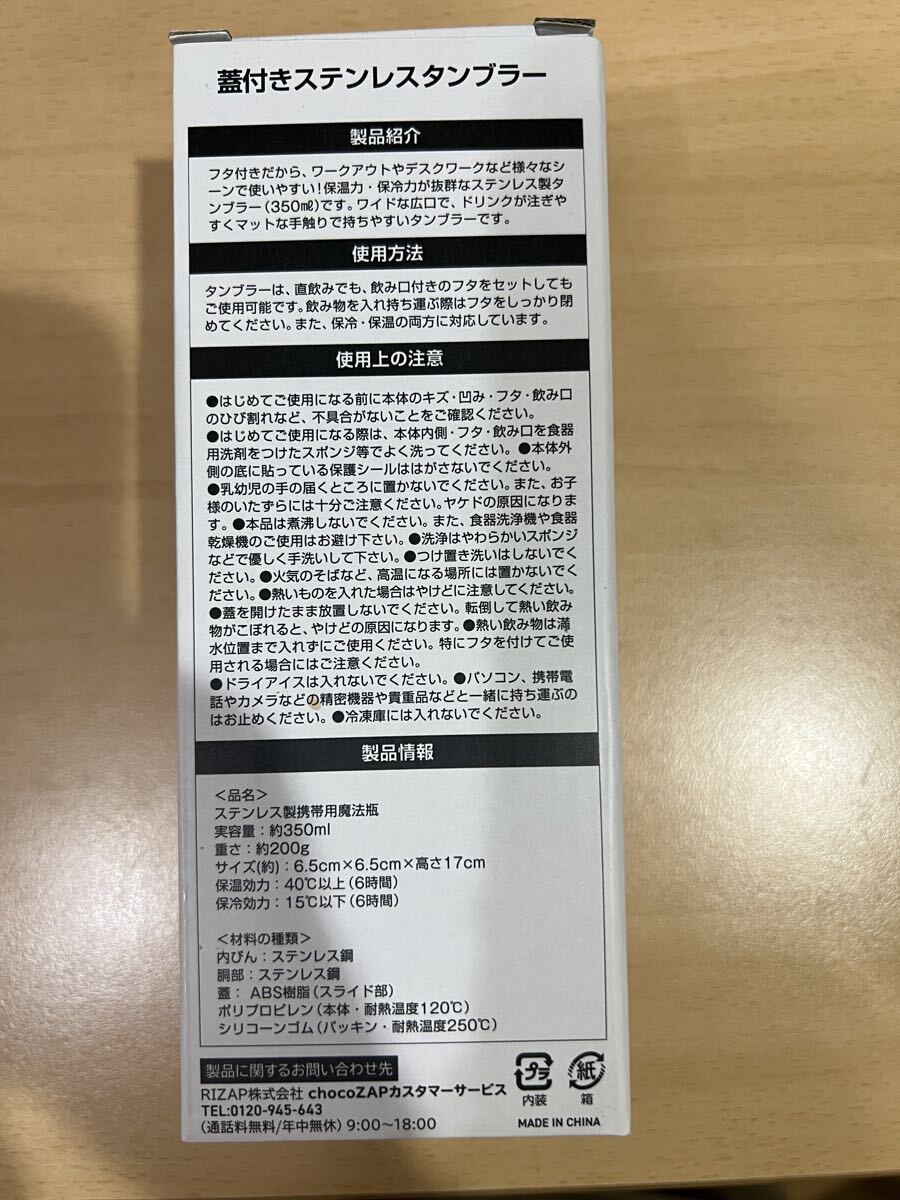 蓋付きステンレスタンブラー
製品紹介
フタ付きだから、ワークアウトやデスクワークなど様々なシ
ーンで使いやすい!保温力・保冷力が抜群なステンレス製タ
ンブラー(350㎖)です。ワイドな広口で、ドリンクが注ぎや
すくマットな手触りで持ちやすいタンブラーです。
使用方法
タンブラーは、直飲みでも、飲み口付きのフタをセットしても
ご使用可能です。飲み物を入れ持ち運ぶ際はフタをしっかり閉
めてください。また、保冷・保温の両方に対応しています。
使用上の注意
●はじめてご使用になる前に本体のキズ・凹み・フタ・飲み口
のひび割れなど、不具合がないことをご確認ください。
●はじめてご使用になる際は、本体内側・フタ・飲み口を食器
用洗剤をつけたスポンジ等でよく洗ってください。●本体外
側の底に貼っている保護シールははがさないでください。
●乳幼児の手の届くところに置かないでください。また、お子
様のいたずらには十分ご注意ください。ヤケドの原因になりま
す。●本品は煮沸しないでください。また、食器洗浄機や食器
乾燥機のご使用はお避け下さい。●洗浄はやわらかいスポンジ
などで優しく手洗いして下さい。●つけ置き洗いはしないでく
ださい。●火気のそばなど、高温になる場所には置かないでく
ださい。●熱いものを入れた場合はやけどに注意してください。
●蓋を開けたまま放置しないでください。転倒して熱い飲み
物がこぼれると、やけどの原因になります。●熱い飲み物は満
水位置まで入れずにご使用ください。特にフタを付けてご使
用される場合にはご注意ください。
●ドライアイスは入れないでください。●パソコン、携帯電
話やカメラなどの精密機器や貴重品などと一緒に持ち運ぶの
はお止めください。●冷凍庫には入れないでください。
製品情報
<品名>
ステンレス製携帯用魔法瓶
実容量:約350ml
重さ:約200g
サイズ(約):6.5cm×6.5cm×高さ17cm
保温効力:40℃以上(6時間)
保冷効力:15℃以下(6時間)
<材料の種類>
内びん:ステンレス鋼
胴部:ステンレス鋼
蓋: ABS樹脂(スライド部)
ポリプロピレン(本体・耐熱温度120℃)
シリコーンゴム(パッキン・耐熱温度250℃)
製品に関するお問い合わせ先
RIZAP株式会社 chocoZAPカスタマーサービス
TEL:0120-945-643
(通話料無料/年中無休) 9:00〜18:00
プラ
内装
紙
箱
MADE IN CHINA